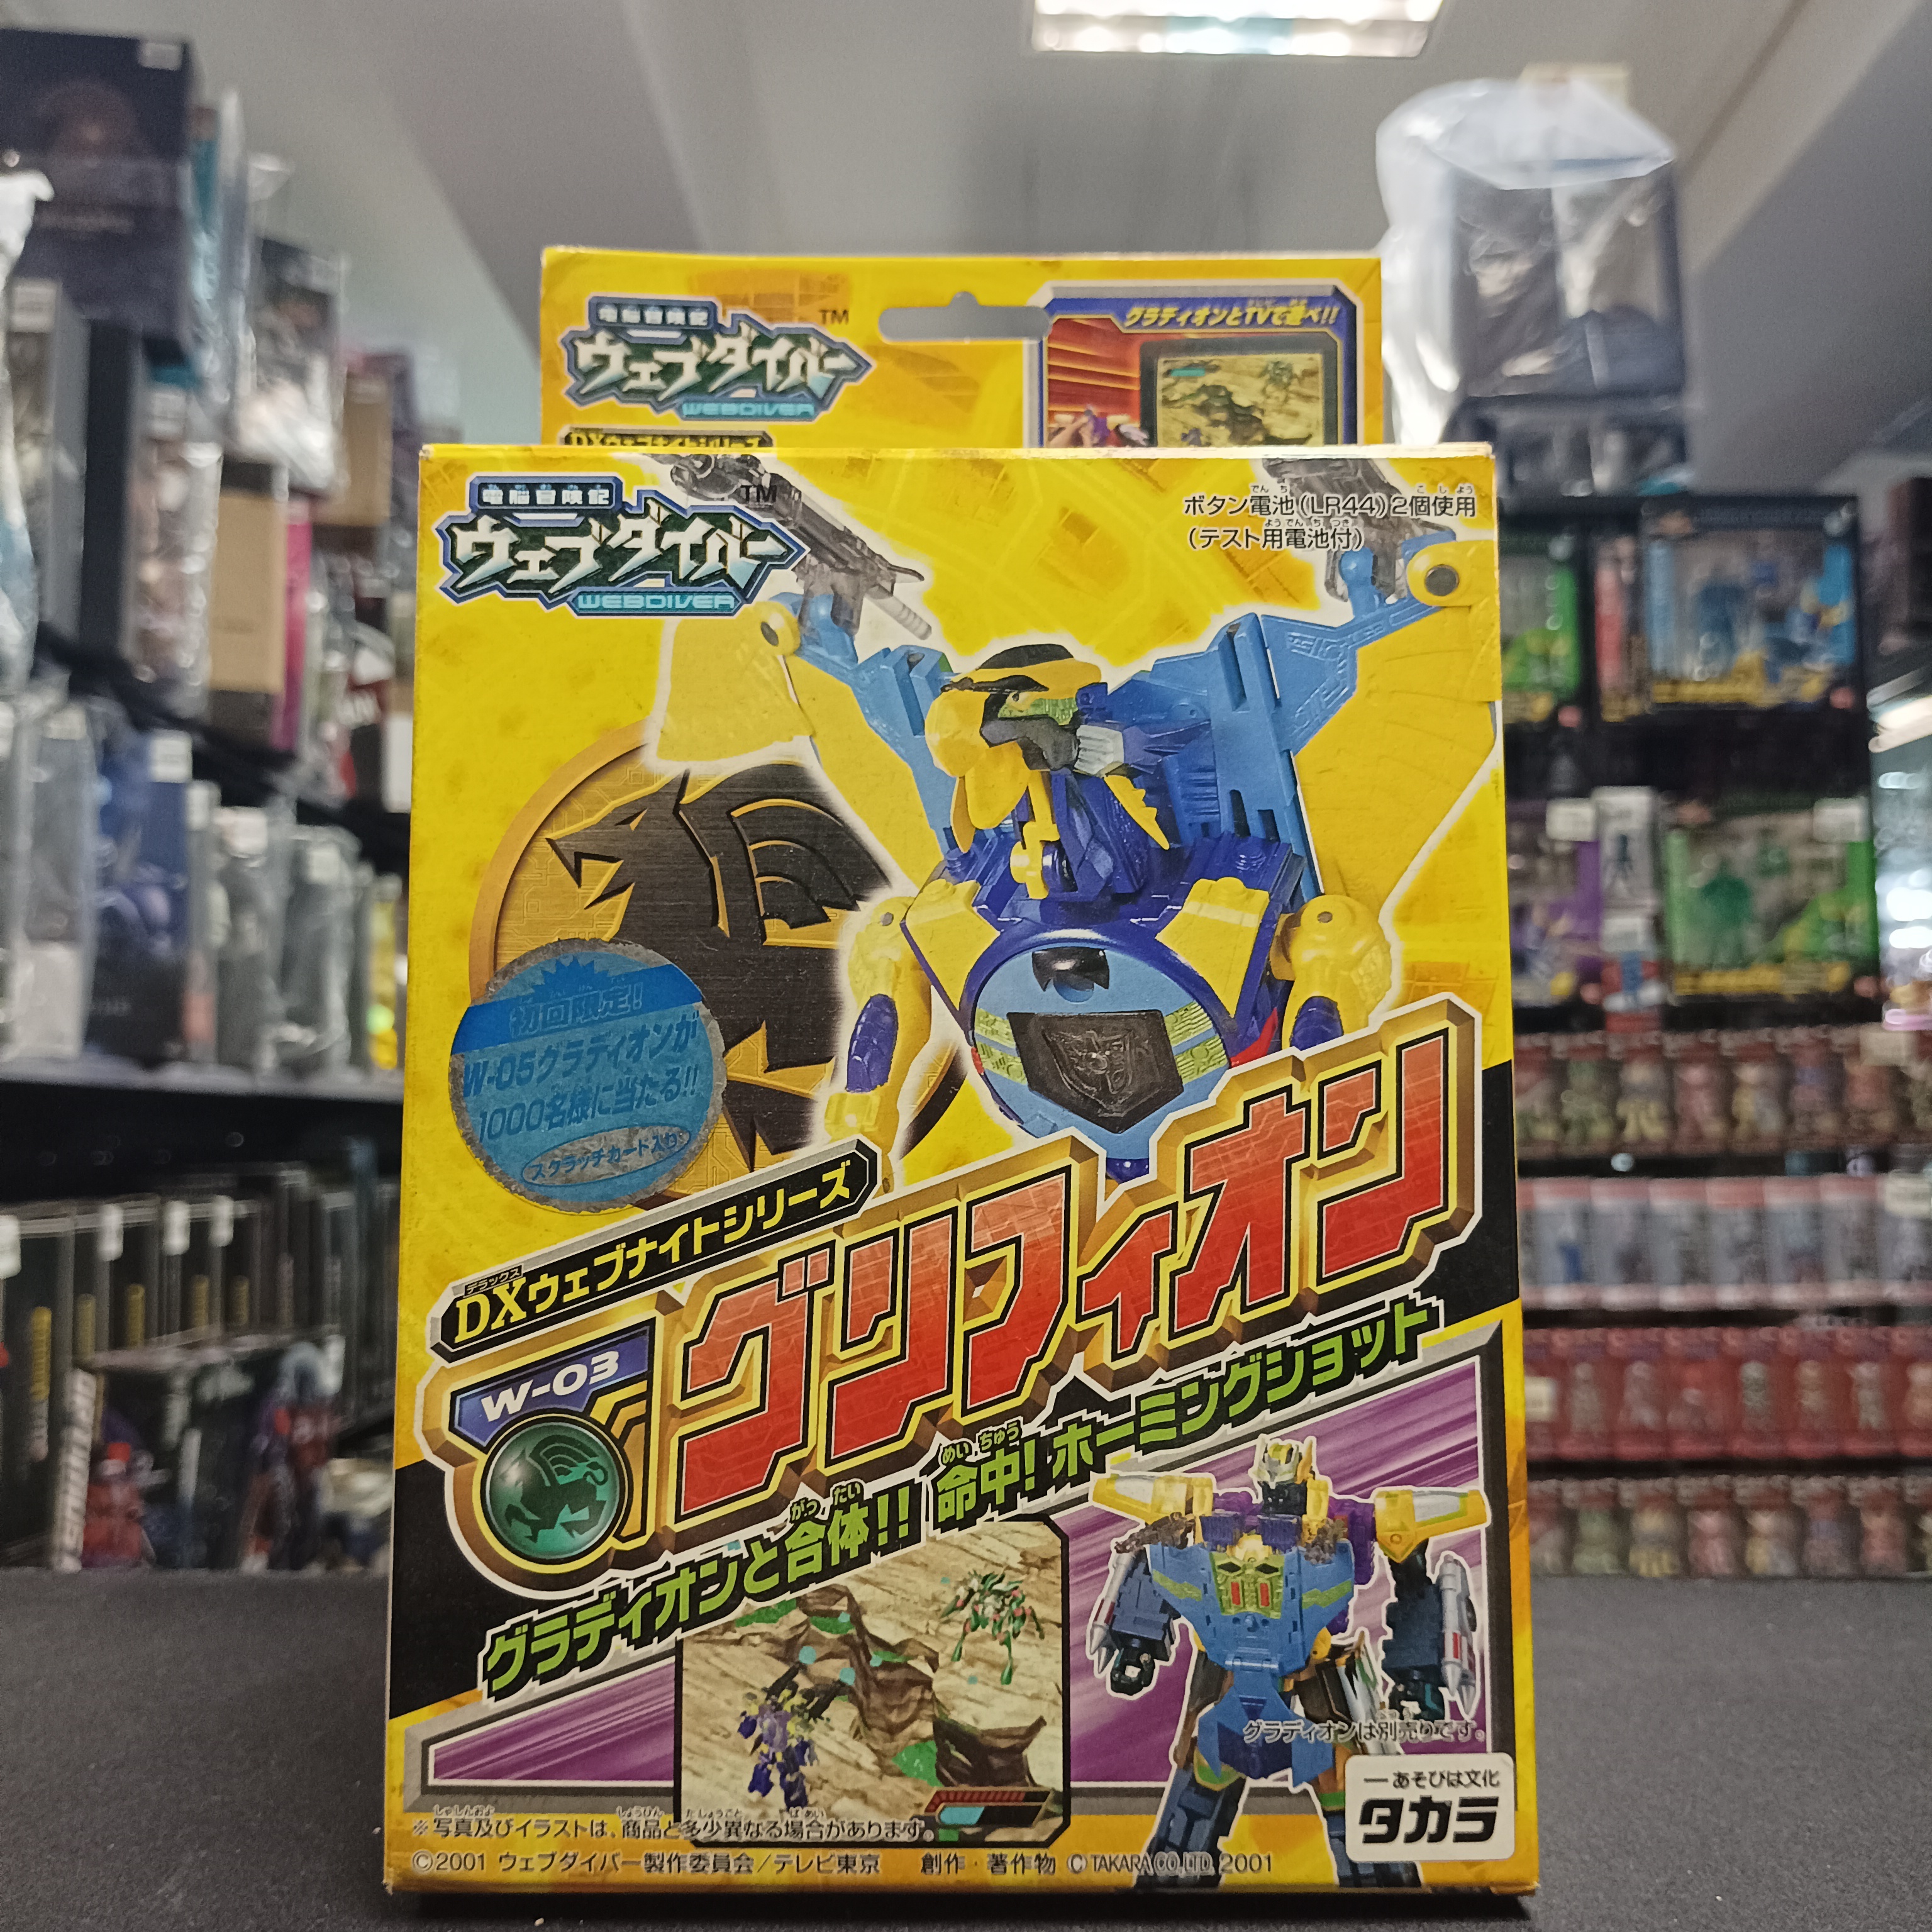 電脳冒険記
TM
ウェブダイバー
WEBDIVER
グラディオンとTVで遊べ!!
DXウェブナイトシリーズ
電脳冒険記
TM
ウェブダイバー
WEBDIVER
ボタン電池(LR44)2個使用
(テスト用電池付)
初回限定!
W-05グラディオンが
1000名様に当たる!!
スクラッチカード入り
デラックス
DXウェブナイトシリーズ
W-03
グリフィオン
グラディオンと合体!! 命中! ホーミングショット
グラディオンは別売りです。
※写真及びイラストは、商品と多少異なる場合があります。
©2001 ウェブダイバー製作委員会/テレビ東京 創作・著作物 ©TAKARA CO.,LTD. 2001
—あそびは文化
タカラ